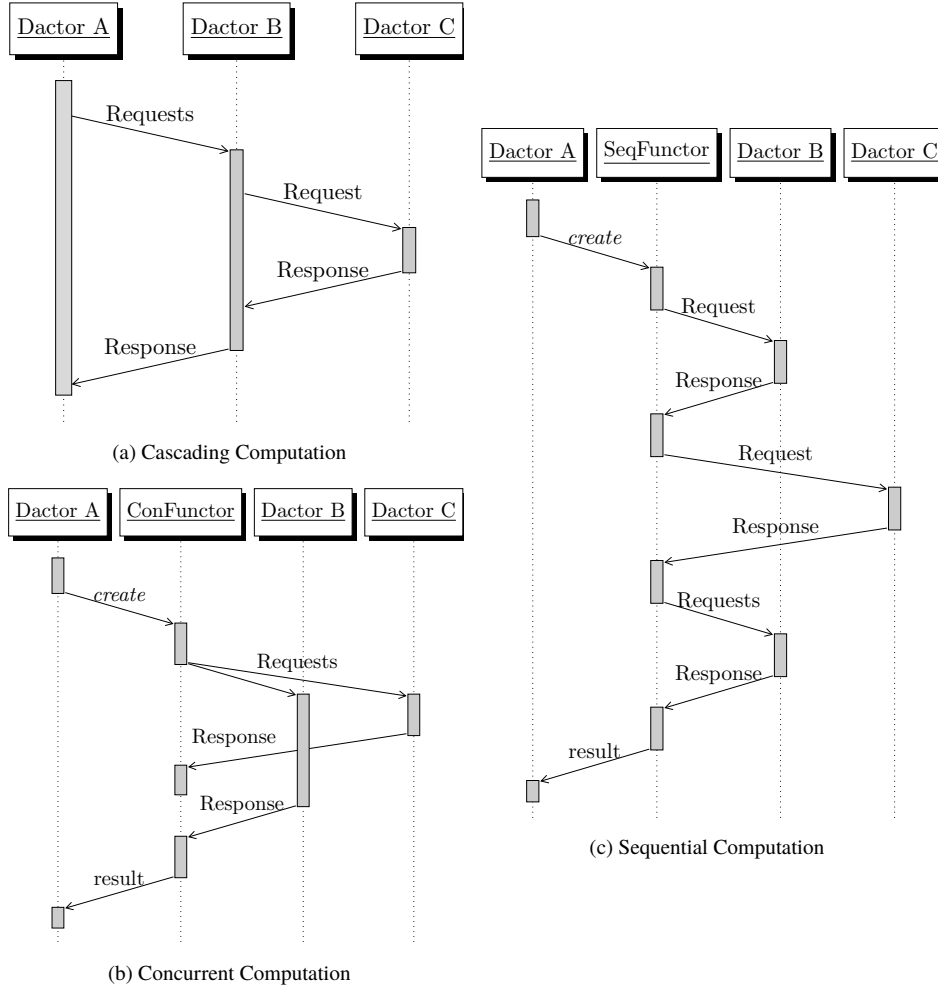 Dactor A
Dactor B
Dactor C
Requests
Request
Response
Response
(a) Cascading Computation
Dactor A
ConFunctor
Dactor B
Dactor C
create
Requests
Response
Response
result
(b) Concurrent Computation
Dactor A
SeqFunctor
Dactor B
Dactor C
create
Request
Response
Request
Response
Requests
Response
result
(c) Sequential Computation